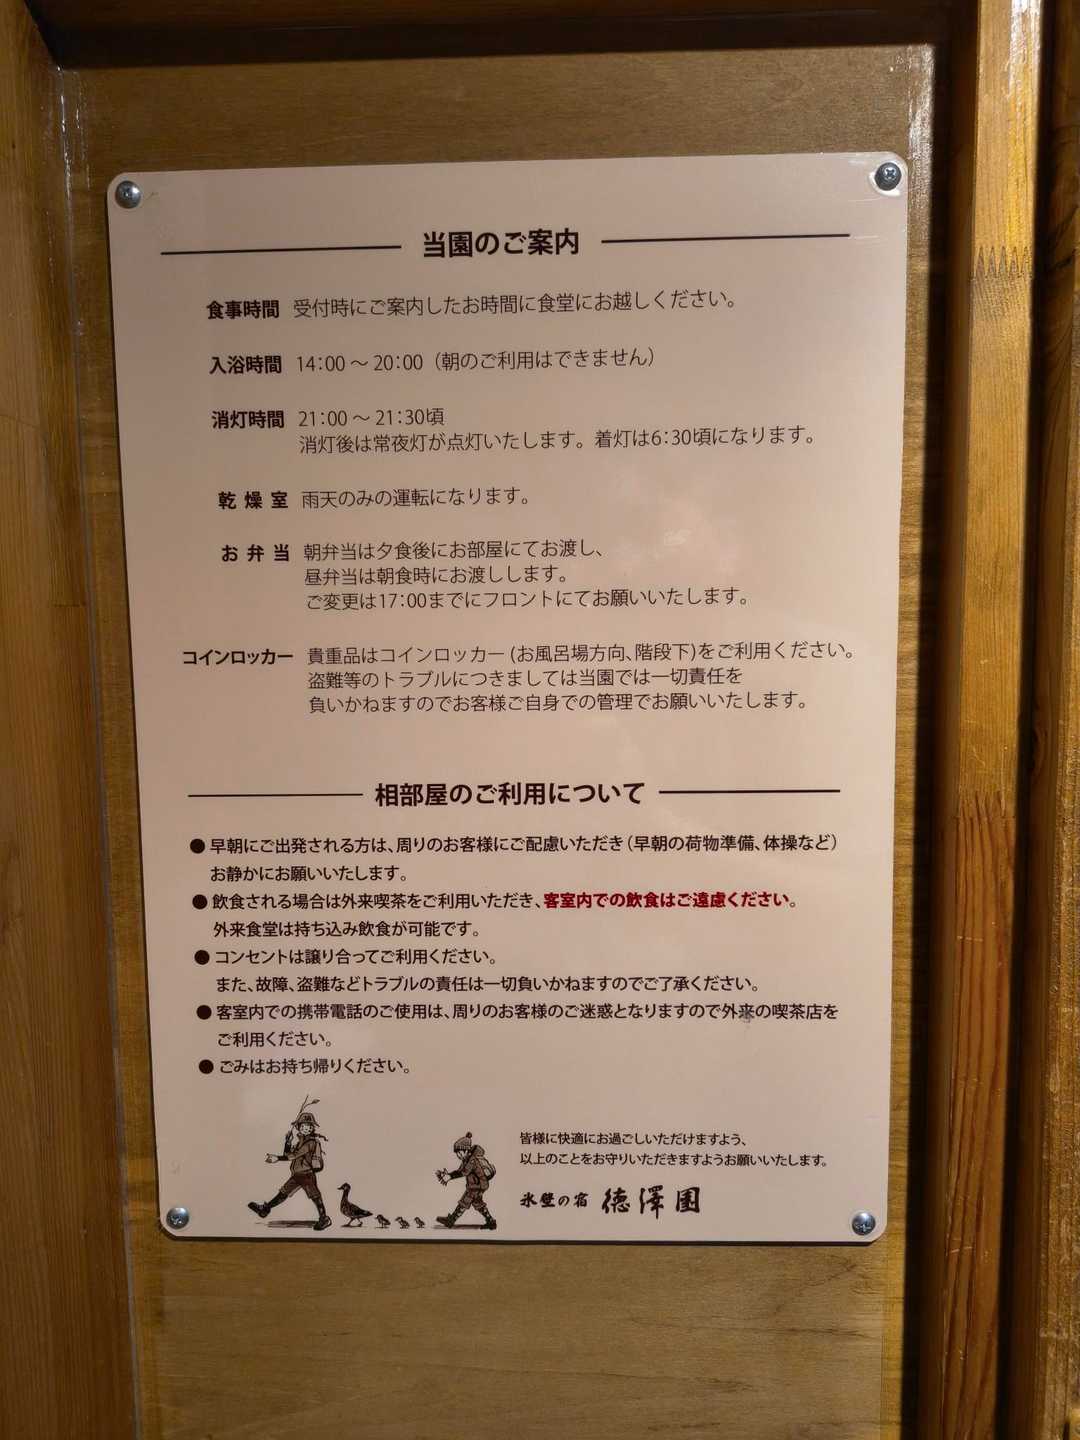 当園のご案内
食事時間 受付時にご案内したお時間に食堂にお越しください。
入浴時間 14:00 ～ 20:00（朝のご利用はできません）
消灯時間 21:00 ～ 21:30頃
消灯後は常夜灯が点灯いたします。着灯は6:30頃になります。
乾燥室 雨天のみの運転になります。
お弁当 朝弁当は夕食後にお部屋にてお渡し、
昼弁当は朝食時にお渡しします。
ご変更は17:00までにフロントにてお願いいたします。
コインロッカー 貴重品はコインロッカー(お風呂場方向、階段下)をご利用ください。
盗難等のトラブルにつきましては当園では一切責任を
負いかねますのでお客様ご自身での管理でお願いいたします。
相部屋のご利用について
●早朝にご出発される方は、周りのお客様にご配慮いただき（早朝の荷物準備、体操など）
お静かにお願いいたします。
●飲食される場合は外来喫茶をご利用いただき、客室内での飲食はご遠慮ください。
外来食堂は持ち込み飲食が可能です。
●コンセントは譲り合ってご利用ください。
また、故障、盗難などトラブルの責任は一切負いかねますのでご了承ください。
●客室内での携帯電話のご使用は、周りのお客様のご迷惑となりますので外来の喫茶店を
ご利用ください。
●ごみはお持ち帰りください。
皆様に快適にお過ごしいただけますよう、
以上のことをお守りいただきますようお願いいたします。
氷壁の宿 徳澤園